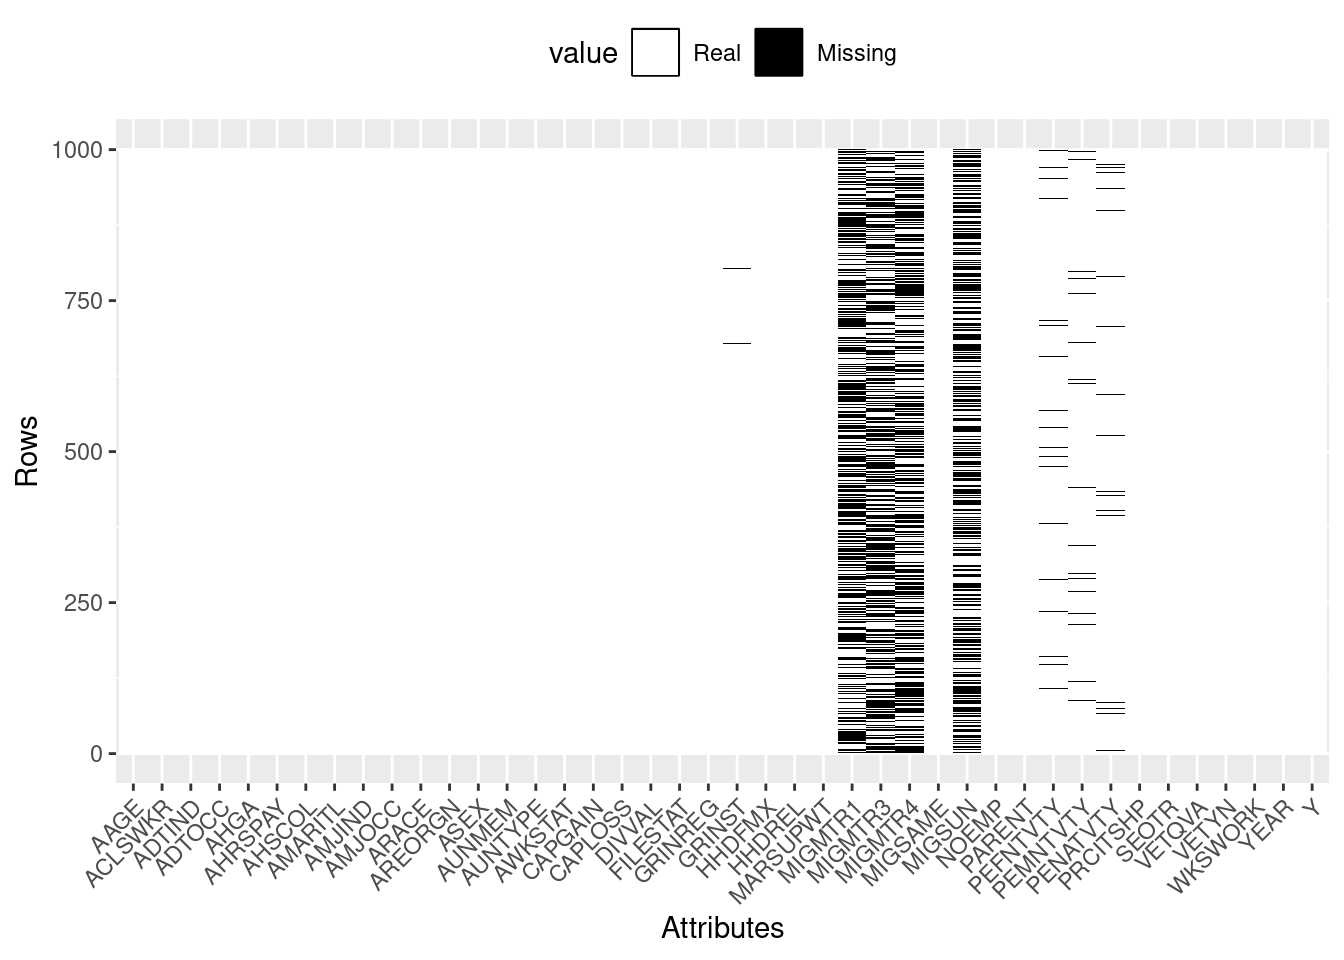 value Real Missing
1000
750
500
250
0
Rows
AAGE
ACLSWKR
ADTIND
ADTOCC
AHGA
AHRSPAY
AHSCOL
AMARITL
AMJIND
AMJOCC
ARACE
AREORGN
ASEX
AUNMEM
AUNTYPE
AWKSTAT
CAPGAIN
CAPLOSS
DIVVAL
FILESTAT
GRINREG
GRINST
HHDFMX
HHDREL
MARSUPWT
MIGMTR1
MIGMTR3
MIGMTR4
MIGSAME
MIGSUN
NOEMP
PARENT
PEFNTVTY
PEMNTVTY
PENATVTY
PRCITSHP
SEOTR
VETQVA
VETYN
WKSWORK
YEAR
Y
Attributes